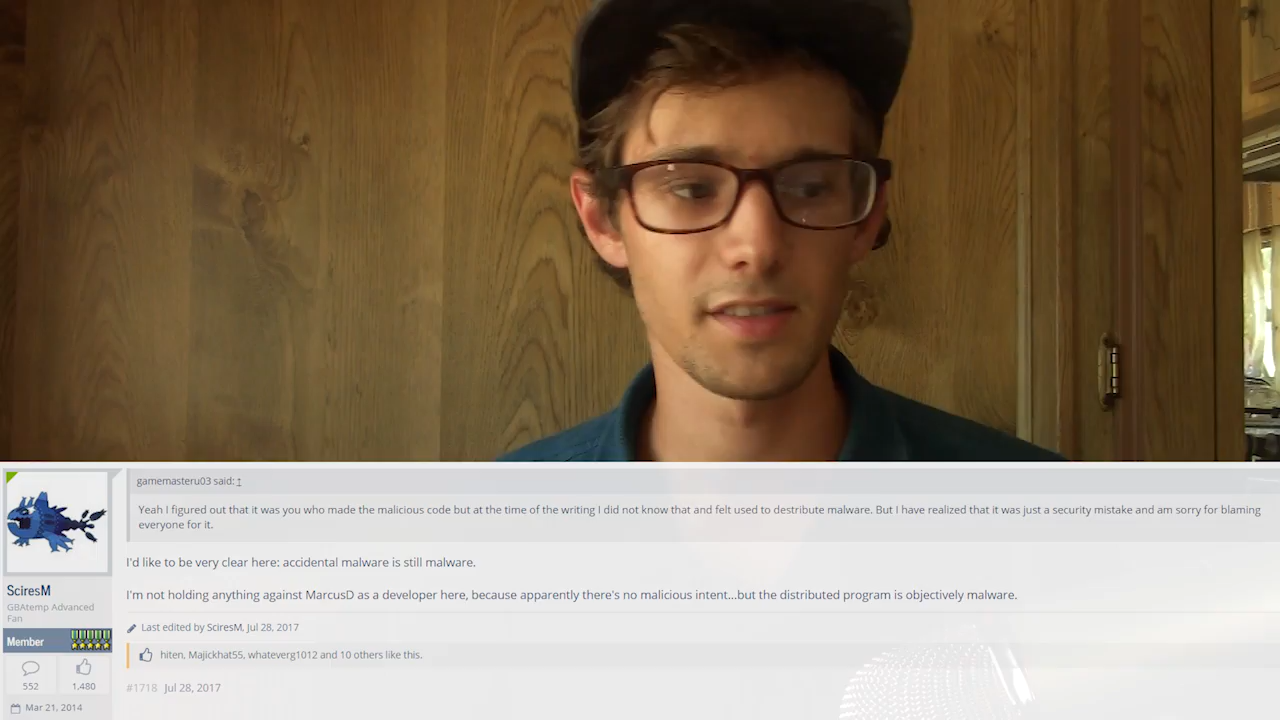 gamemasteru03 said: ↑
Yeah I figured out that it was you who made the malicious code but at the time of the writing I did not know that and felt used to destribute malware. But I have realized that it was just a security mistake and am sorry for blaming
everyone for it.
I'd like to be very clear here: accidental malware is still malware.
SciresM
I'm not holding anything against MarcusD as a developer here, because apparently there's no malicious intent...but the distributed program is objectively malware.
GBAtemp Advanced
Fan
Last edited by SciresM, Jul 28, 2017
Member
hiten, Majickhat55, whateverg1012 and 10 others like this.
552 1,480
#1718 Jul 28, 2017
Mar 21, 2014